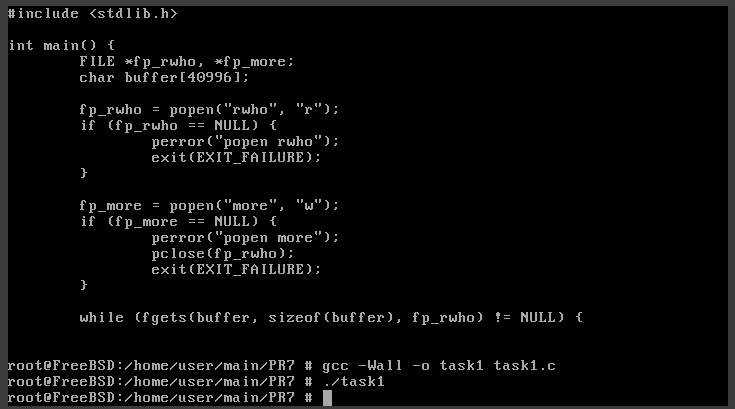 #include <stdlib.h>
int main() {
FILE *fp_rwho, *fp_more;
char buffer[40996];
fp_rwho = popen("rwho", "r");
if (fp_rwho == NULL) {
perror("popen rwho");
exit(EXIT_FAILURE);
}
fp_more = popen("more", "w");
if (fp_more == NULL) {
perror("popen more");
pclose(fp_rwho);
exit(EXIT_FAILURE);
}
while (fgets(buffer, sizeof(buffer), fp_rwho) != NULL) {
root@FreeBSD:/home/user/main/PR7 # gcc -Wall -o task1 task1.c
root@FreeBSD:/home/user/main/PR7 # ./task1
root@FreeBSD:/home/user/main/PR7 #